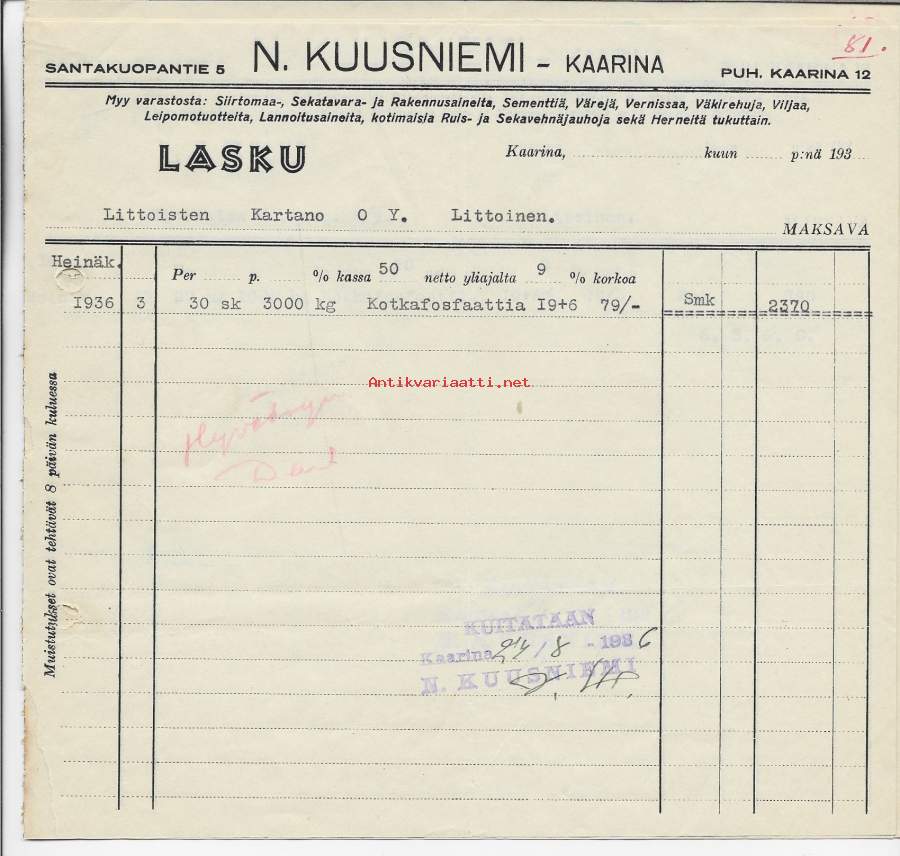 81.
SANTAKUOPANTIE 5 N. KUUSNIEMI - KAARINA PUH. KAARINA 12
Myy varastosta: Siirtomaa-, Sekatavara- ja Rakennusaineita, Sementtiä, Värejä, Vernissaa, Väkirehuja, Viljaa,
Leipomotuotteita, Lannoitusaineita, kotimaisia Ruis- ja Sekavehnäjauhoja sekä Herneitä tukuttain.
LASKU
Kaarina, kuun p:nä 193
Littoisten Kartano O Y. Littoinen.
MAKSAVA
Heinäk.
Per p. % kassa 50 netto yliajalta 9 % korkoa
1936 3 30 sk 3000 kg Kotkafosfaattia I9+6 79/- Smk 2370
Antikvariaatti.net
Muistutukset ovat tehtävät 8 päivän kuluessa
KUITATAAN
Kaarina 24/8 - 1936
N. KUUSNIEMI